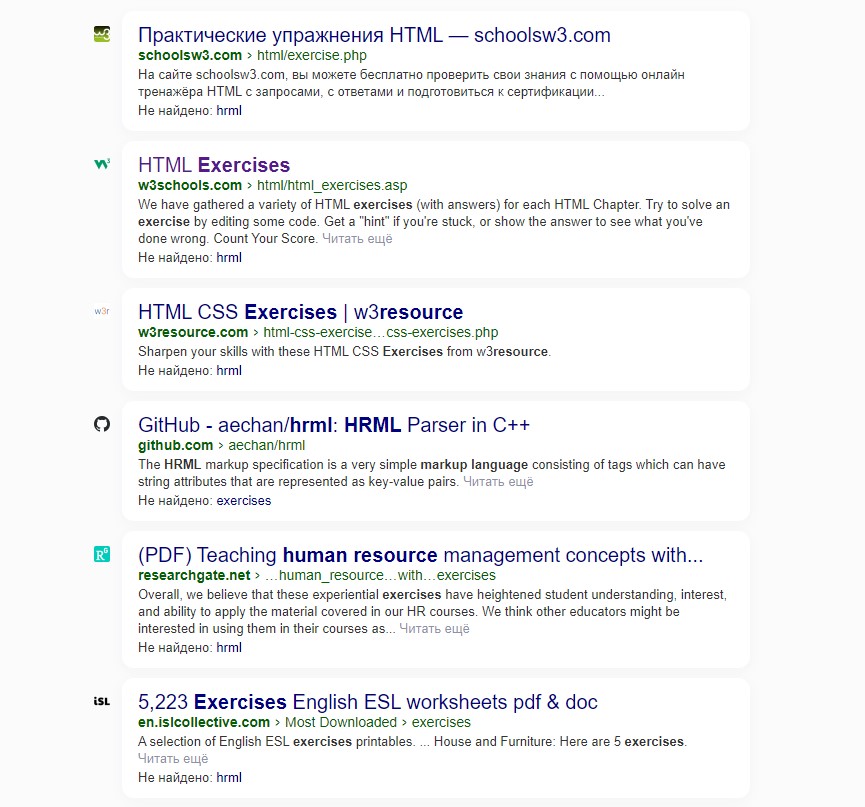 Практические упражнения HTML — schoolsw3.com
schoolsw3.com › html/exercise.php
На сайте schoolsw3.com, вы можете бесплатно проверить свои знания с помощью онлайн
тренажёра HTML с запросами, с ответами и подготовиться к сертификации...
Не найдено: hrml
HTML Exercises
w3schools.com › html/html_exercises.asp
We have gathered a variety of HTML exercises (with answers) for each HTML Chapter. Try to solve an
exercise by editing some code. Get a "hint" if you're stuck, or show the answer to see what you've
done wrong. Count Your Score. Читать ещё
Не найдено: hrml
w3r
HTML CSS Exercises | w3resource
w3resource.com › html-css-exercise…css-exercises.php
Sharpen your skills with these HTML CSS Exercises from w3resource.
Не найдено: hrml
GitHub - aechan/hrml: HRML Parser in C++
github.com › aechan/hrml
The HRML markup specification is a very simple markup language consisting of tags which can have
string attributes that are represented as key-value pairs. Читать ещё
Не найдено: exercises
RG
(PDF) Teaching human resource management concepts with...
researchgate.net › …human_resource…with…exercises
Overall, we believe that these experiential exercises have heightened student understanding, interest,
and ability to apply the material covered in our HR courses. We think other educators might be
interested in using them in their courses as... Читать ещё
Не найдено: hrml
iSL
5,223 Exercises English ESL worksheets pdf & doc
en.islcollective.com › Most Downloaded › exercises
A selection of English ESL exercises printables. ... House and Furniture: Here are 5 exercises.
Читать ещё
Не найдено: hrml